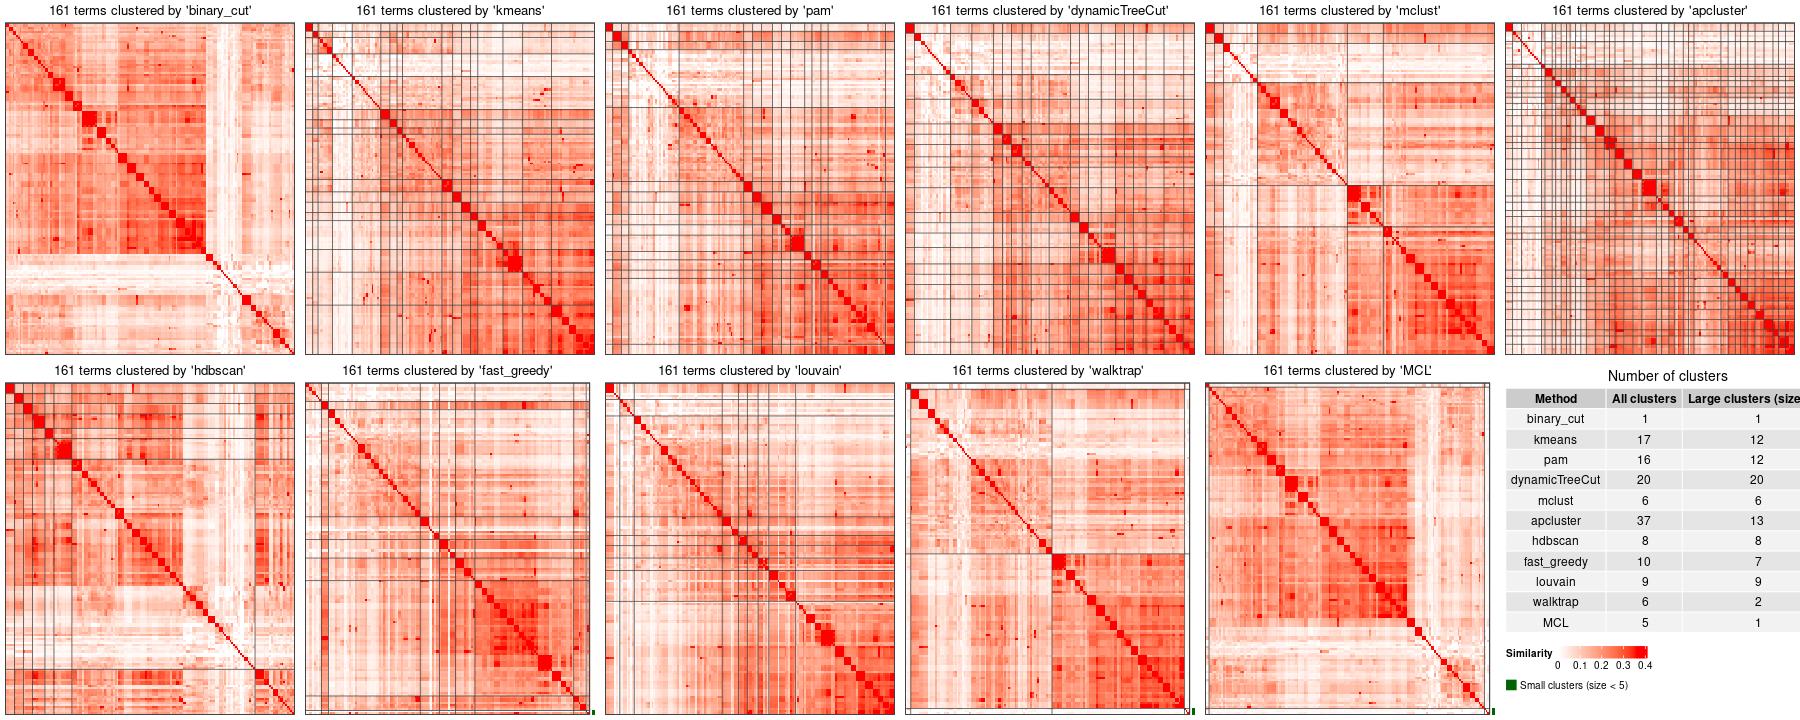 161 terms clustered by 'binary_cut'
161 terms clustered by 'kmeans'
161 terms clustered by 'pam'
161 terms clustered by 'dynamicTreeCut'
161 terms clustered by 'mclust'
161 terms clustered by 'apcluster'
161 terms clustered by 'hdbscan'
161 terms clustered by 'fast_greedy'
161 terms clustered by 'louvain'
161 terms clustered by 'walktrap'
161 terms clustered by 'MCL'
Number of clusters
Method All clusters Large clusters (size
binary_cut 1 1
kmeans 17 12
pam 16 12
dynamicTreeCut 20 20
mclust 6 6
apcluster 37 13
hdbscan 8 8
fast_greedy 10 7
louvain 9 9
walktrap 6 2
MCL 5 1
Similarity
0 0.1 0.2 0.3 0.4
Small clusters (size < 5)